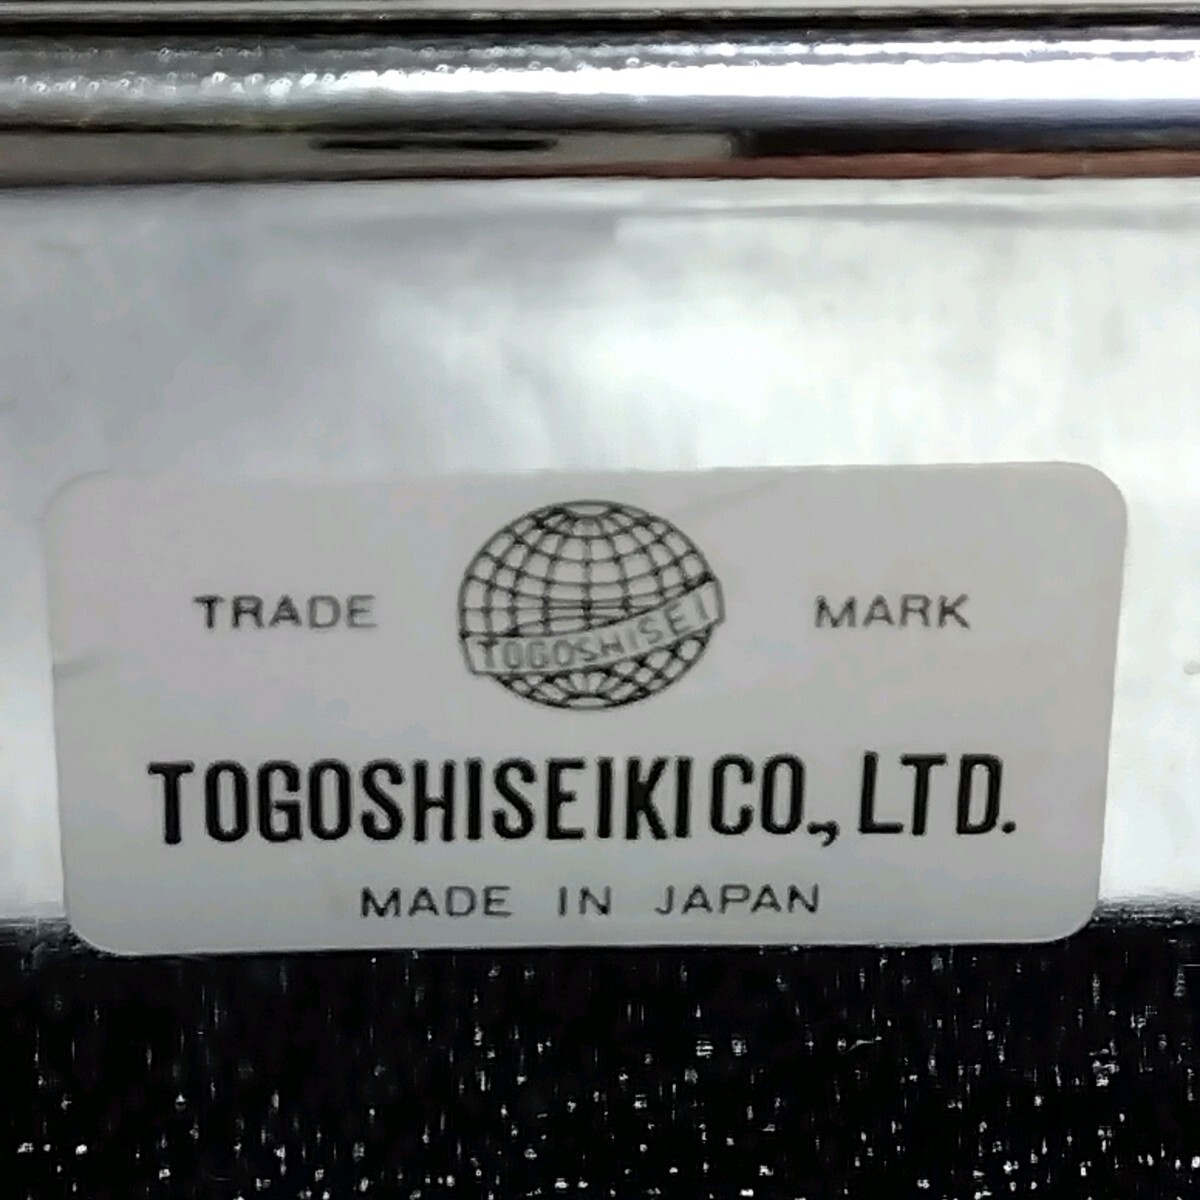 TRADE MARK
TOGOSHISEI
TOGOSHISEIKI CO., LTD.
MADE IN JAPAN